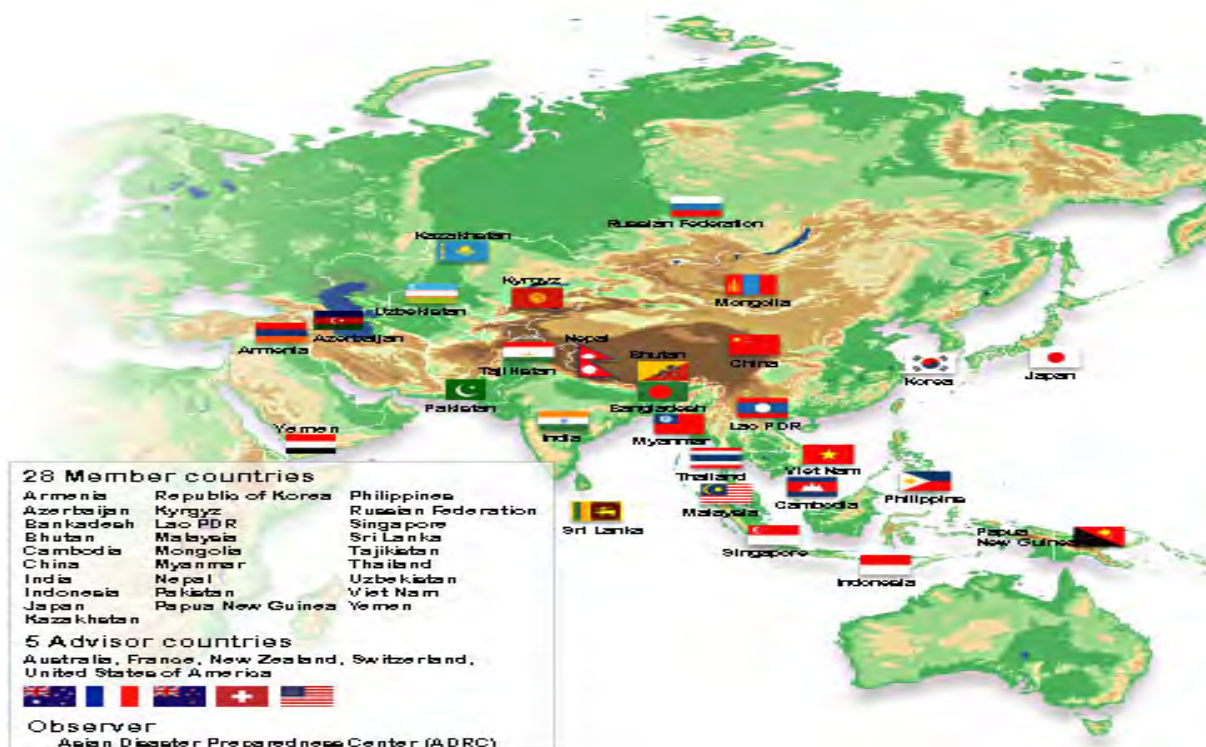 Russian Federation
Kazakhstan
Kyrgyz
Mongolia
Uzbekistan
Azerbaijan
Armenia
Nepal
Bhutan
China
Tajikistan
Korea
Japan
Pakistan
Bangladesh
Lao PDR
India
Myanmar
Yemen
Thailand
Viet Nam
Malaysia
Cambodia
Philippine
Sri Lanka
Singapore
Papua
New Guinea
Indonesia
28 Member countries
Armenia Republic of Korea Philippines
Azerbaijan Kyrgyz Russian Federation
Bankadesh Lao PDR Singapore
Bhutan Malaysia Sri Lanka
Cambodia Mongolia Tajikistan
China Myanmar Thailand
India Nepal Uzbekistan
Indonesia Pakistan Viet Nam
Japan Papua New Guinea Yemen
Kazakhstan
5 Advisor countries
Australia, France, New Zealand, Switzerland,
United States of America
Observer
Asian Disaster Preparedness Center (ADRC)